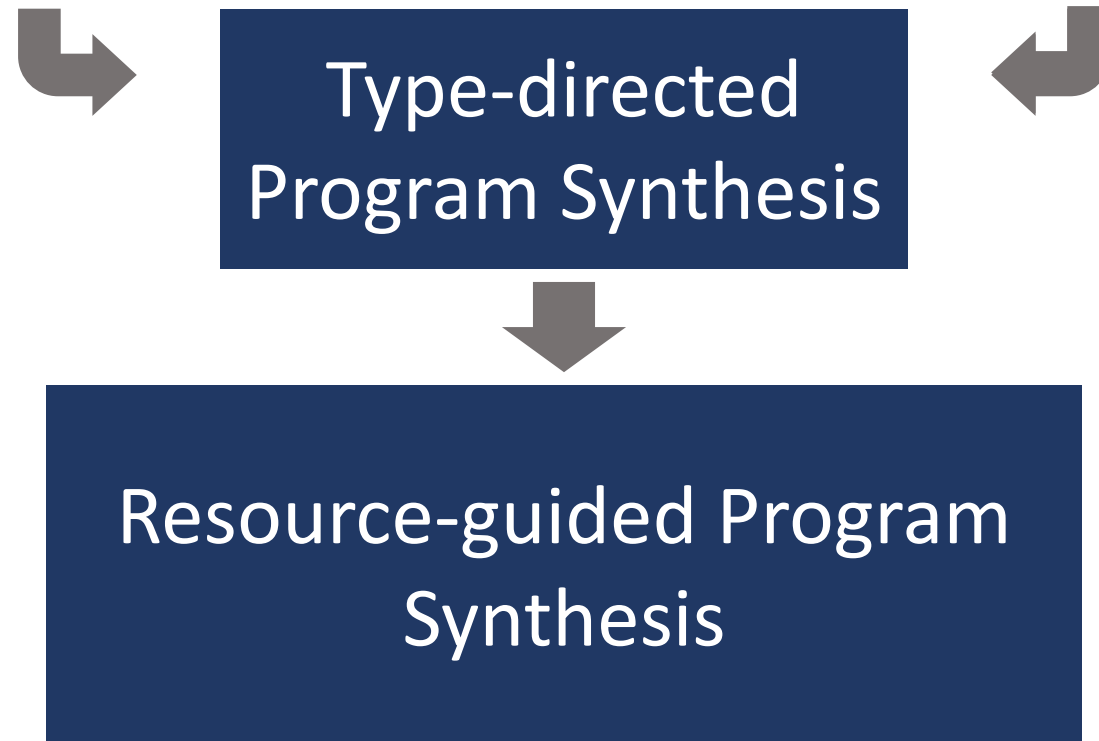 Type-directed
Program Synthesis
Resource-guided Program
Synthesis